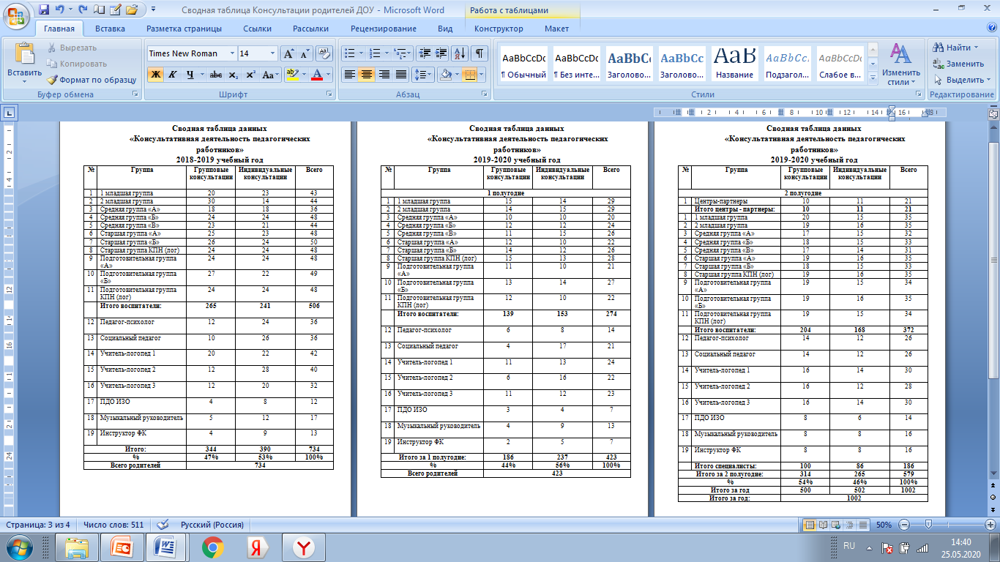 Сводная таблица Консультации родителей ДОУ - Microsoft Word
Работа с таблицами
Главная Вставка Разметка страницы Ссылки Рассылки Рецензирование Вид Конструктор Макет
Вставить
Вырезать
Копировать
Формат по образцу
Буфер обмена
Times New Roman 14
Ж К Ч abc x₂ x² Aa
Шрифт
Абзац
AaBbCcDc AaBbCcDc AaBbCc AaBbCc АаВ AaBbCc. AaBbCcDc
¶ Обычный ¶ Без инте... Заголово... Заголово... Название Подзагол... Слабое в...
Изменить стили
Стили
Найти
Заменить
Выделить
Редактирование
Сводная таблица данных
«Консультативная деятельность педагогических
работников»
2018-2019 учебный год
№ Группа Групповые консультации Индивидуальные консультации Всего
1 1 младшая группа 20 23 43
2 2 младшая группа 30 14 44
3 Средняя группа «А» 18 18 36
4 Средняя группа «Б» 24 24 48
5 Средняя группа «В» 23 21 44
6 Старшая группа «А» 25 23 48
7 Старшая группа «Б» 26 24 50
8 Старшая группа КПН (лог) 24 24 48
9 Подготовительная группа «А» 24 24 48
10 Подготовительная группа «Б» 27 22 49
11 Подготовительная группа КПН (лог) 24 24 48
Итого воспитатели: 265 241 506
12 Педагог-психолог 12 24 36
13 Социальный педагог 10 26 36
14 Учитель-логопед 1 20 22 42
15 Учитель-логопед 2 12 28 40
16 Учитель-логопед 3 12 20 32
17 ПДО ИЗО 4 8 12
18 Музыкальный руководитель 5 12 17
19 Инструктор ФК 4 9 13
Итого: 344 390 734
% 47% 53% 100%
Всего родителей 734
Сводная таблица данных
«Консультативная деятельность педагогических
работников»
2019-2020 учебный год
№ Группа Групповые консультации Индивидуальные консультации Всего
1 полугодие
1 1 младшая группа 15 14 29
2 2 младшая группа 14 15 29
3 Средняя группа «А» 10 10 20
4 Средняя группа «Б» 12 12 24
5 Средняя группа «В» 11 15 26
6 Старшая группа «А» 12 10 22
7 Старшая группа «Б» 14 12 26
8 Старшая группа КПН (лог) 15 13 28
9 Подготовительная группа «А» 11 10 21
10 Подготовительная группа «Б» 13 14 27
11 Подготовительная группа КПН (лог) 12 10 22
Итого воспитатели: 139 153 274
12 Педагог-психолог 6 8 14
13 Социальный педагог 4 17 21
14 Учитель-логопед 1 11 13 24
15 Учитель-логопед 2 6 16 22
16 Учитель-логопед 3 11 12 23
17 ПДО ИЗО 3 4 7
18 Музыкальный руководитель 4 9 13
19 Инструктор ФК 2 5 7
Итого за 1 полугодие: 186 237 423
% 44% 56% 100%
Всего родителей 423
Сводная таблица данных
«Консультативная деятельность педагогических
работников»
2019-2020 учебный год
№ Группа Групповые консультации Индивидуальные консультации Всего
2 полугодие
1 Центры-партнеры 10 11 21
Итого центры - партнеры: 10 11 21
1 1 младшая группа 20 15 35
2 2 младшая группа 19 16 35
3 Средняя группа «А» 17 15 32
4 Средняя группа «Б» 18 15 33
5 Средняя группа «В» 17 14 31
6 Старшая группа «А» 19 16 35
7 Старшая группа «Б» 18 15 33
8 Старшая группа КПН (лог) 19 16 35
9 Подготовительная группа «А» 19 15 34
10 Подготовительная группа «Б» 19 16 35
11 Подготовительная группа КПН (лог) 19 15 34
Итого воспитатели: 204 168 372
12 Педагог-психолог 14 12 26
13 Социальный педагог 14 12 26
14 Учитель-логопед 1 16 14 30
15 Учитель-логопед 2 16 12 28
16 Учитель-логопед 3 16 14 30
17 ПДО ИЗО 8 6 14
18 Музыкальный руководитель 8 8 16
19 Инструктор ФК 8 8 16
Итого специалисты: 100 86 186
Итого за 2 полугодие: 314 265 579
% 54% 46% 100%
Итого за год 500 502 1002
Итого за год: 1002
Страница: 3 из 4 Число слов: 511 Русский (Россия) 50%
RU 14:40
25.05.2020